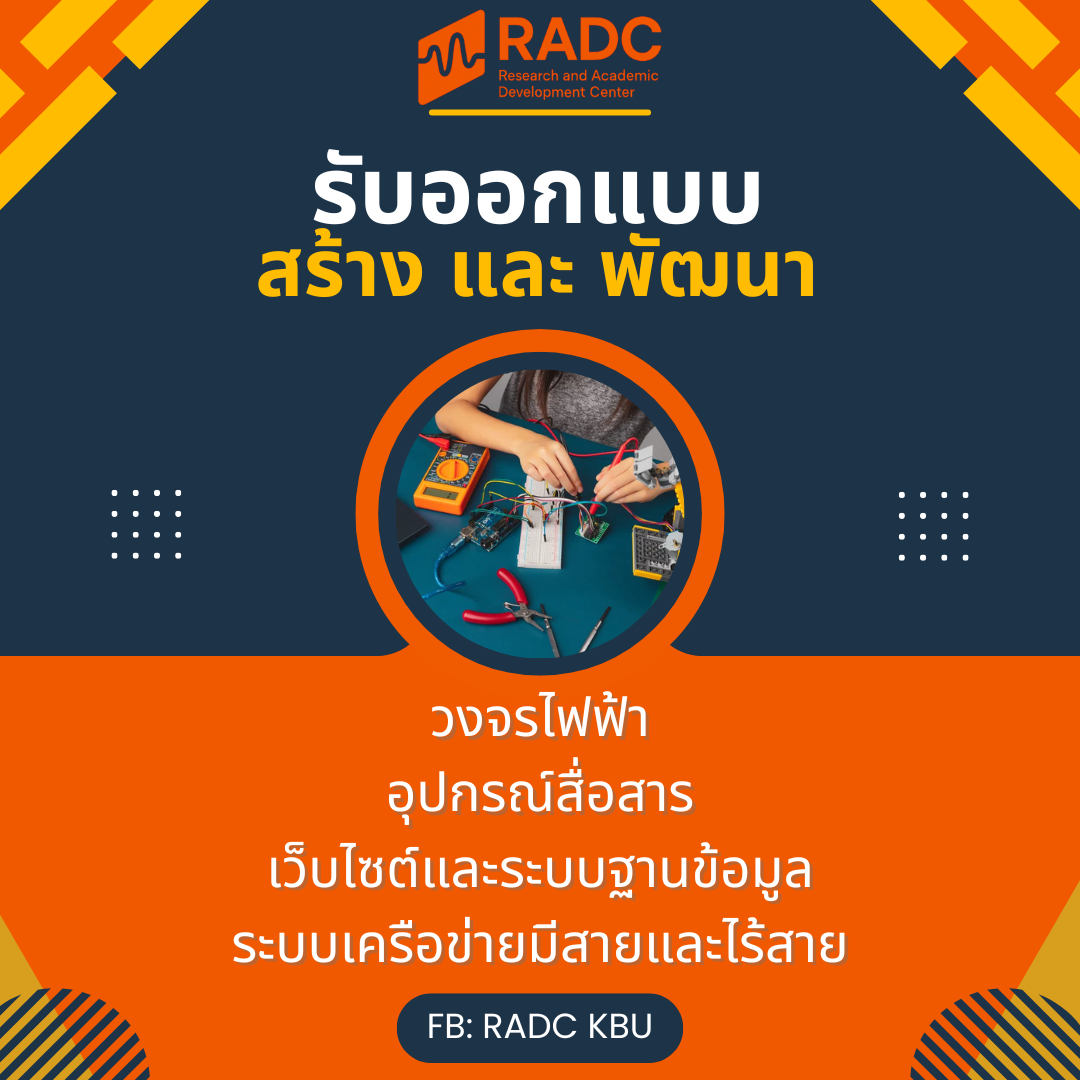 RADC
Research and Academic
Development Center
รับออกแบบ
สร้าง และ พัฒนา
วงจรไฟฟ้า
อุปกรณ์สื่อสาร
เว็บไซต์และระบบฐานข้อมูล
ระบบเครือข่ายมีสายและไร้สาย
FB: RADC KBU